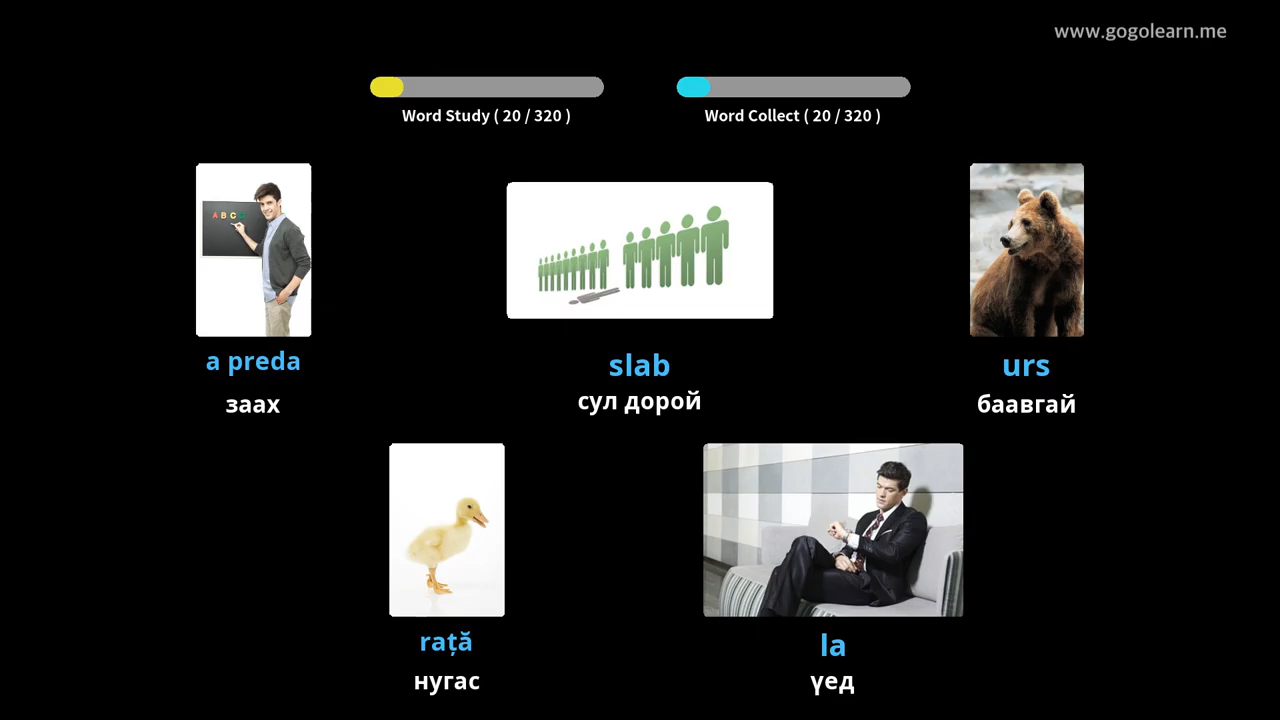 www.gogolearn.me
Word Study ( 20 / 320 )
Word Collect ( 20 / 320 )
A B C D
a preda
заах
slab
сул дорой
urs
баавгай
rață
нугас
la
үед